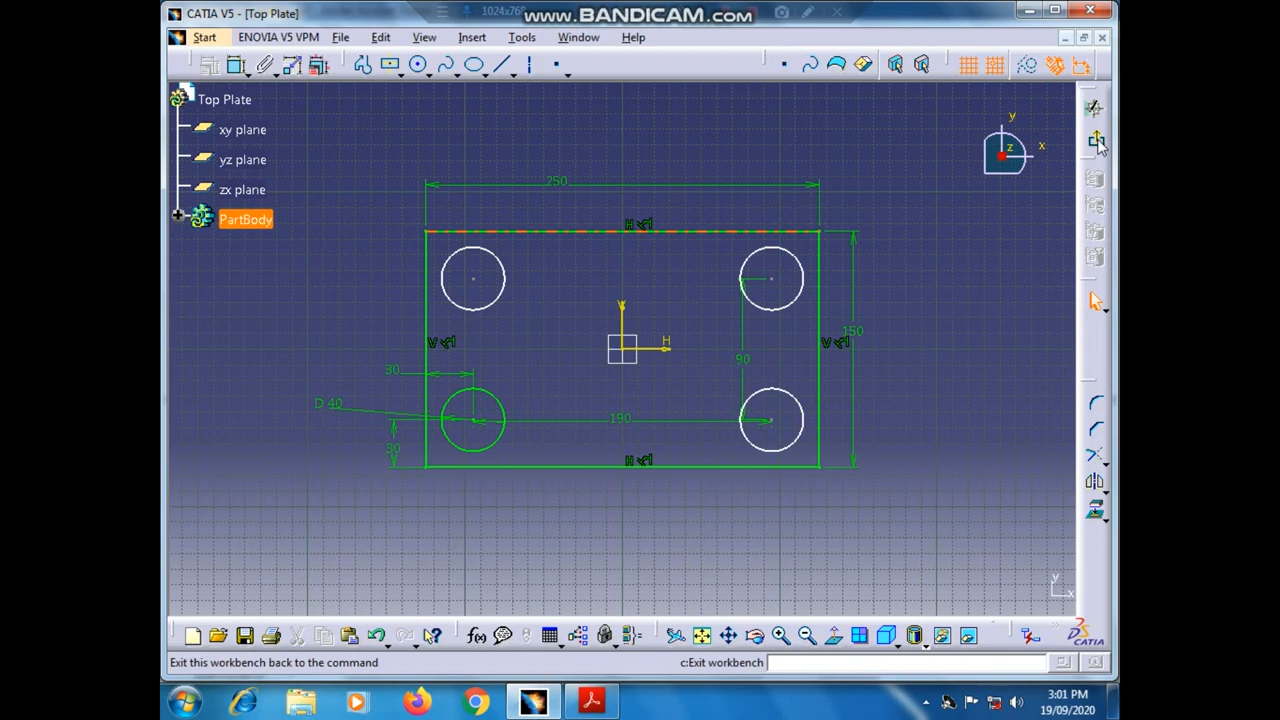 CATIA V5 - [Top Plate]
1024x768
www.BANDICAM.com
Start
ENOVIA V5 VPM
File
Edit
View
Insert
Tools
Window
Help
Top Plate
xy plane
yz plane
zx plane
PartBody
y
z
x
250
H
V
V
150
V
H
30
90
D 40
190
30
H
y
x
f(x)
CATIA
Exit this workbench back to the command
c:Exit workbench
3:01 PM
19/09/2020